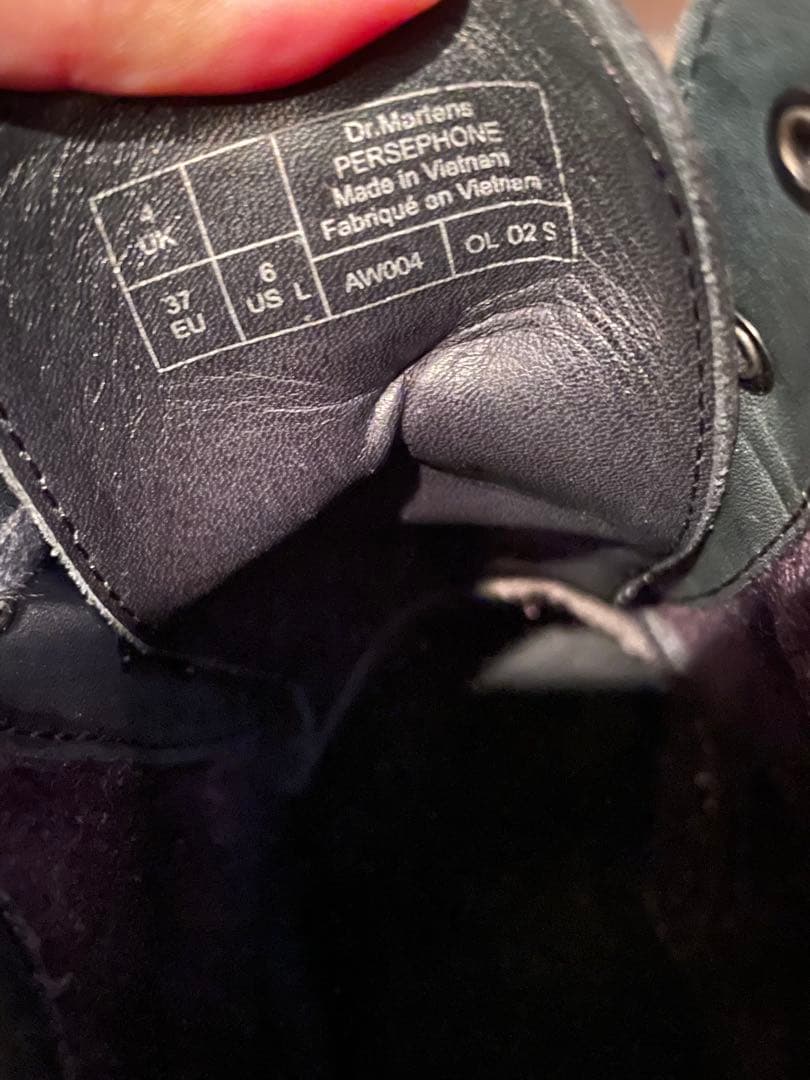 Dr.Martens
PERSEPHONE
Made in Vietnam
Fabriqué en Vietnam
4
UK
37
EU
6
US L
AW004
OL 02 S